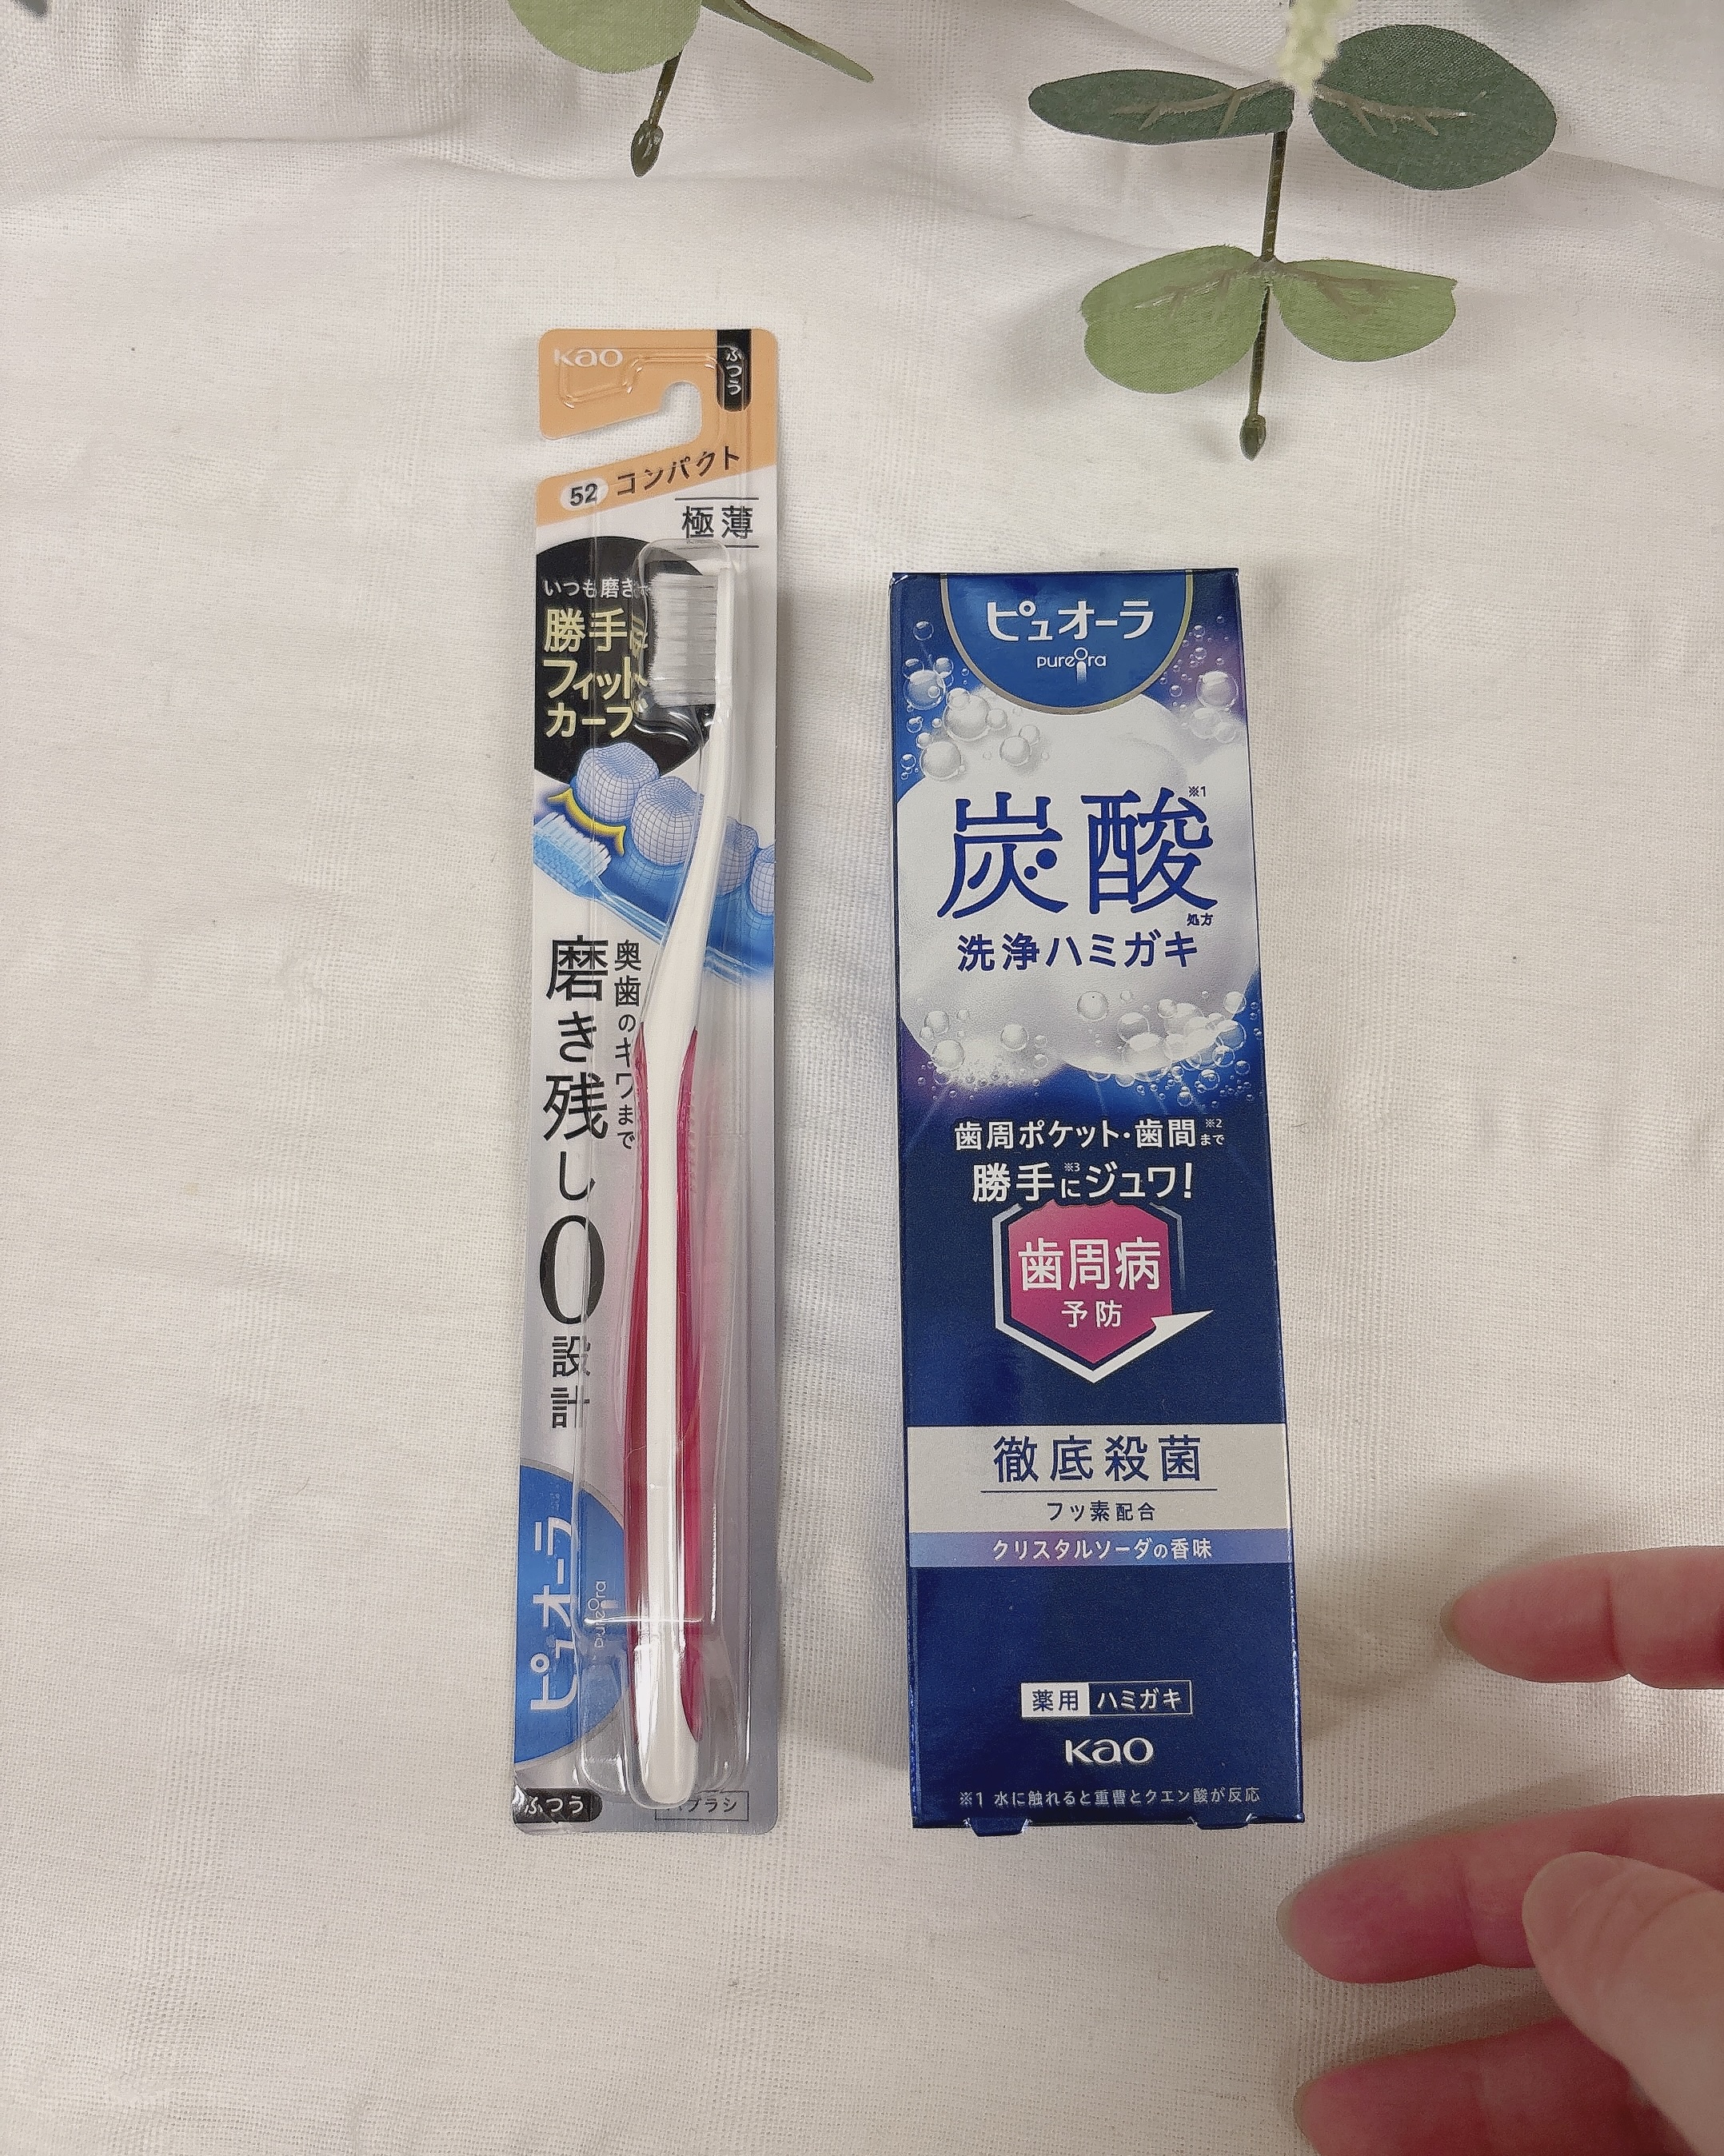 Kao
ふつう
52 コンパクト
極薄
いつも磨き
勝手に
フィット
カーブ
奥歯のキワまで
磨き残し0設計
ピュオーラ
pureOra
ふつう
ハブラシ
ピュオーラ
pureOra
炭酸※1
処方
洗浄ハミガキ
歯周ポケット・歯間※2まで
勝手※3にジュワ!
歯周病
予防
徹底殺菌
フッ素配合
クリスタルソーダの香味
薬用 ハミガキ
Kao
※1 水に触れると重曹とクエン酸が反応